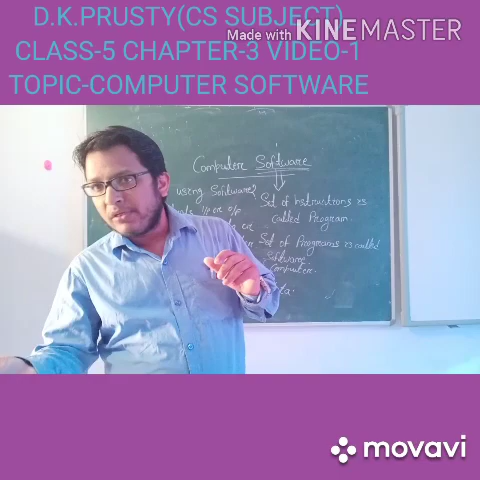 D.K.PRUSTY(CS SUBJECT)
Made with KINEMASTER
CLASS-5 CHAPTER-3 VIDEO-1
TOPIC-COMPUTER SOFTWARE
Computer Software
using Software?
Set of Instructions is
called Program.
Set of Programs is called
Software.
Computer.
movavi